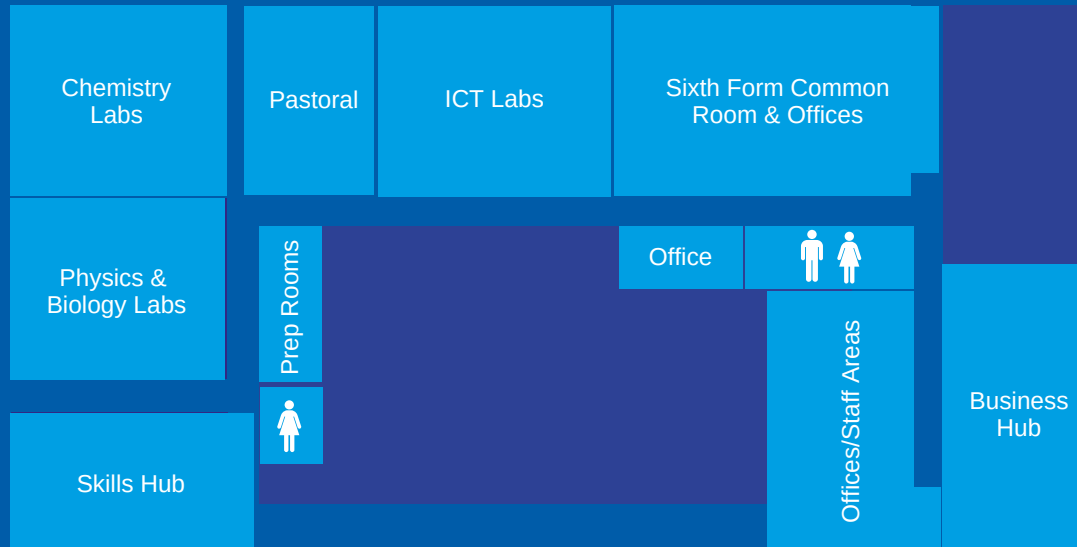 Chemistry
Labs
Pastoral
ICT Labs
Sixth Form Common
Room & Offices
Physics &
Biology Labs
Prep Rooms
Office
Offices/Staff Areas
Business
Hub
Skills Hub